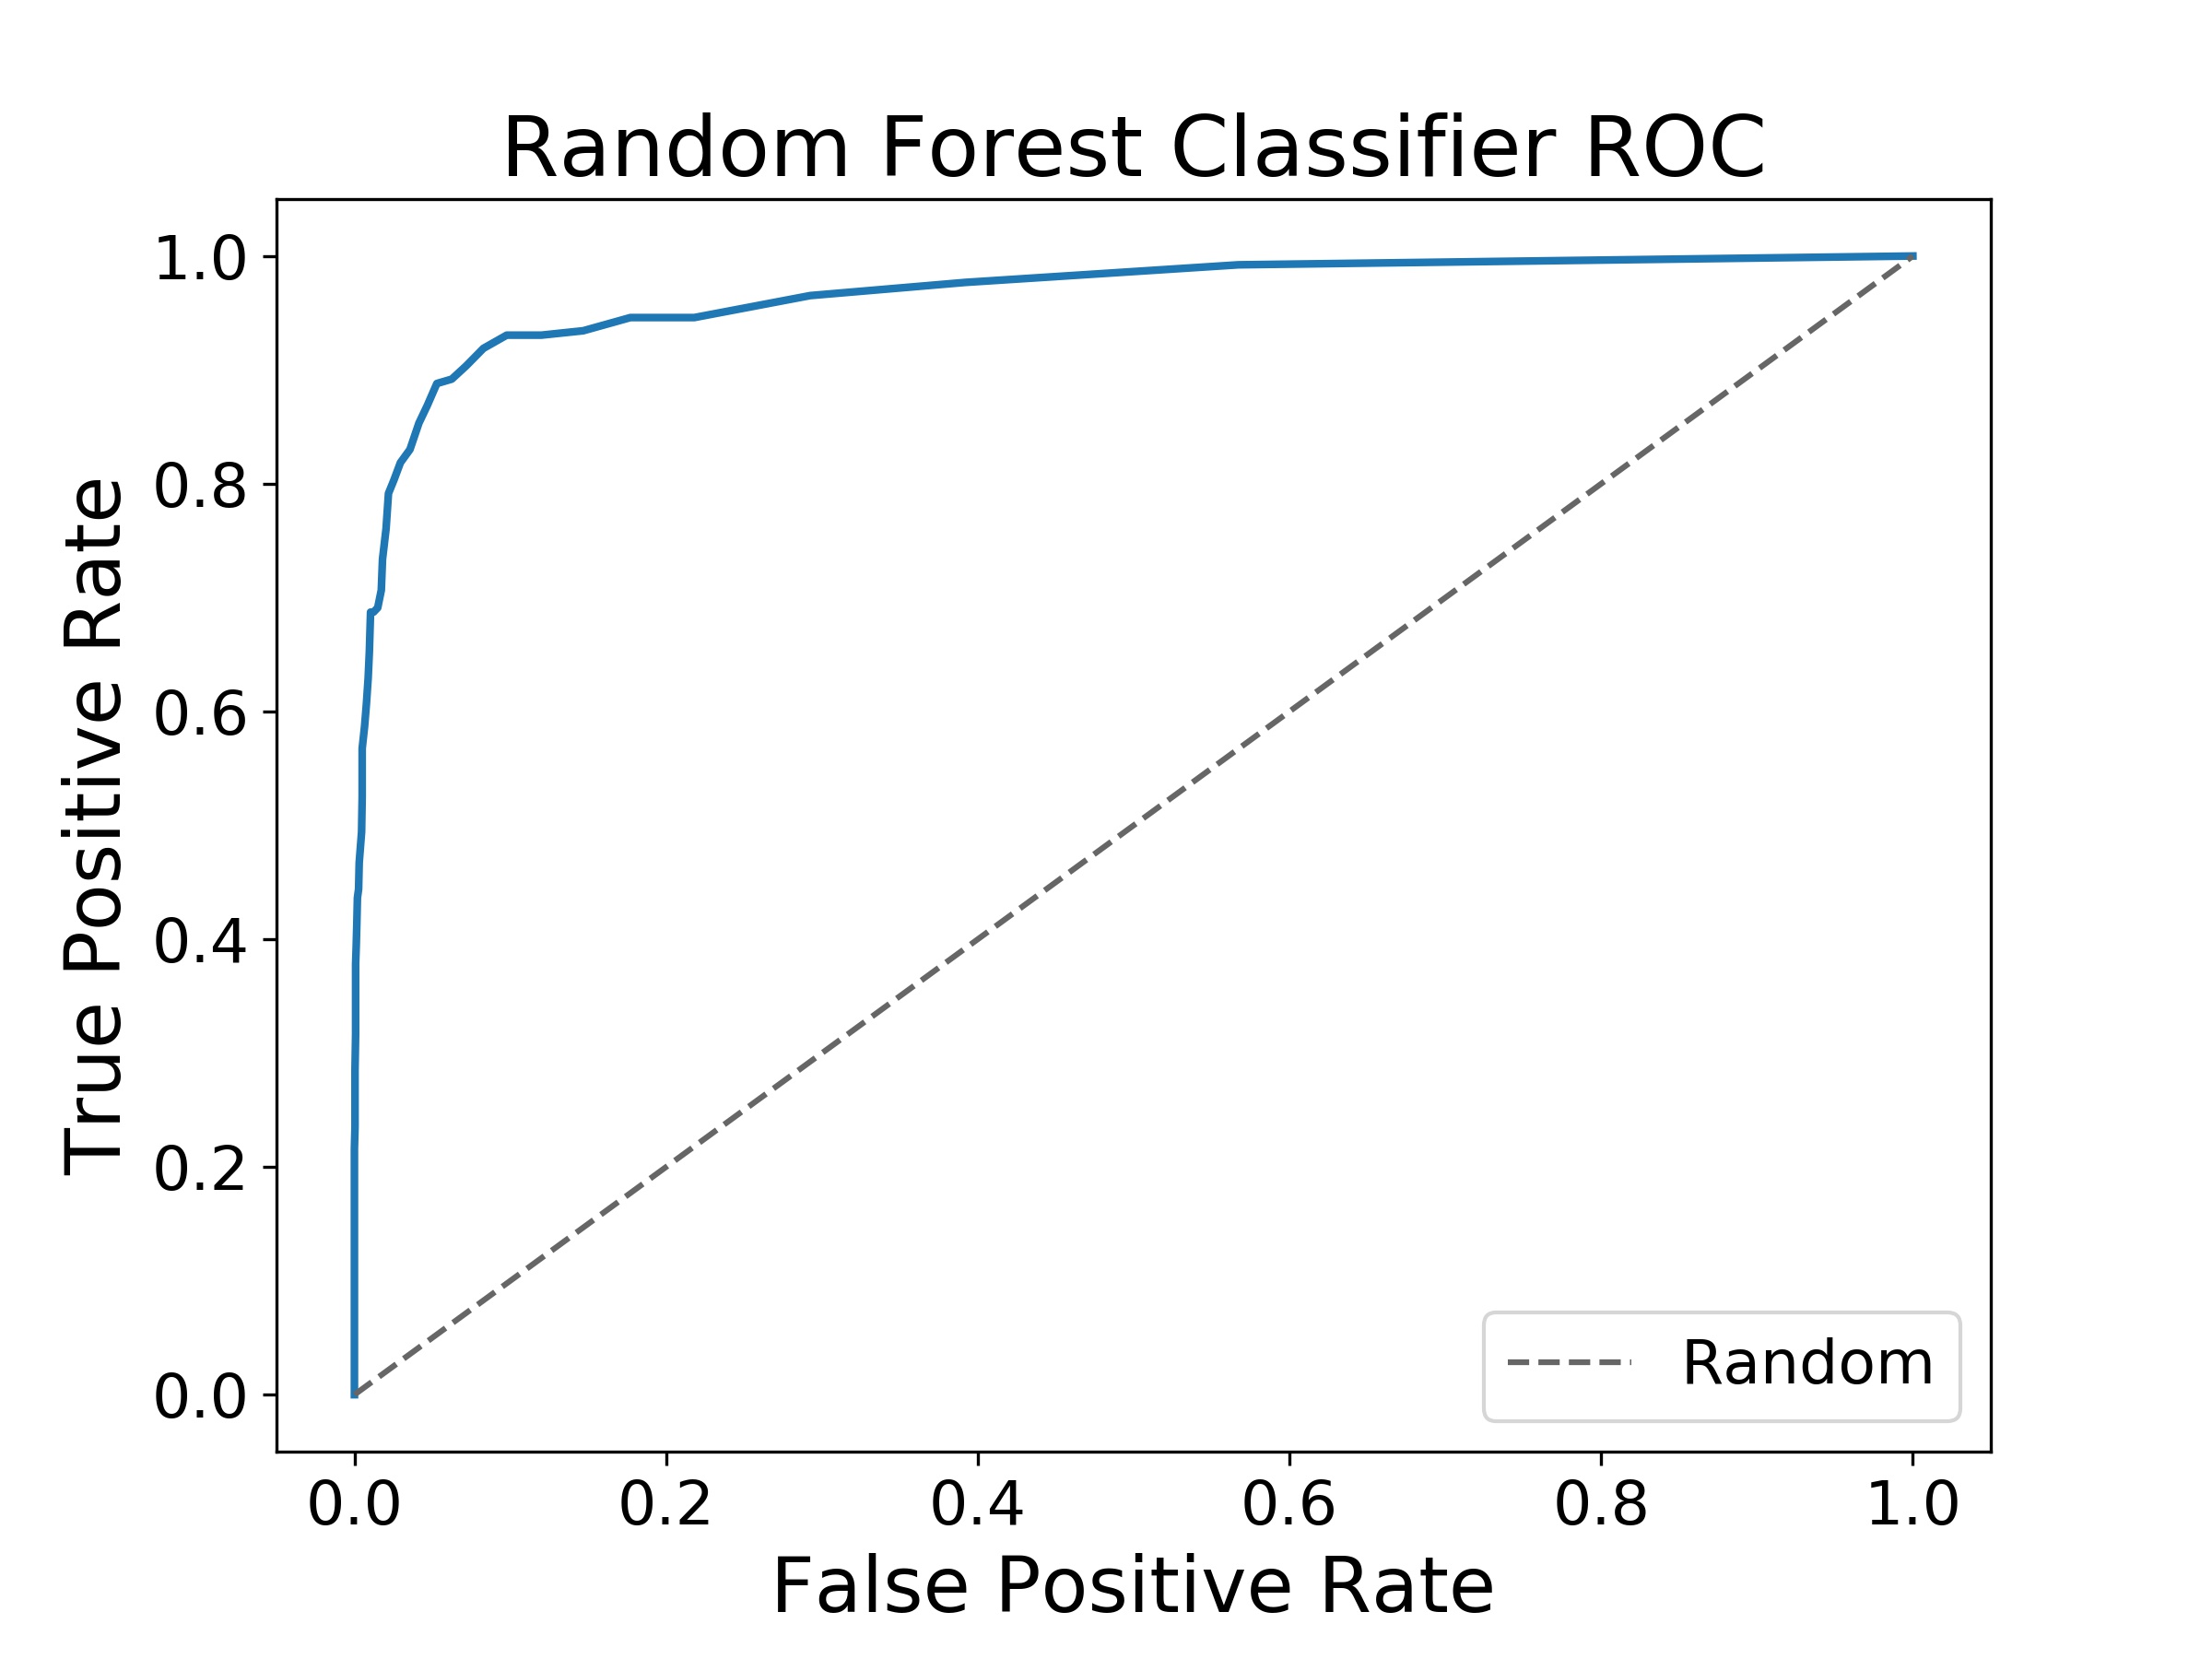 Random Forest Classifier ROC
True Positive Rate
1.0
0.8
0.6
0.4
0.2
0.0
0.0 0.2 0.4 0.6 0.8 1.0
False Positive Rate
Random